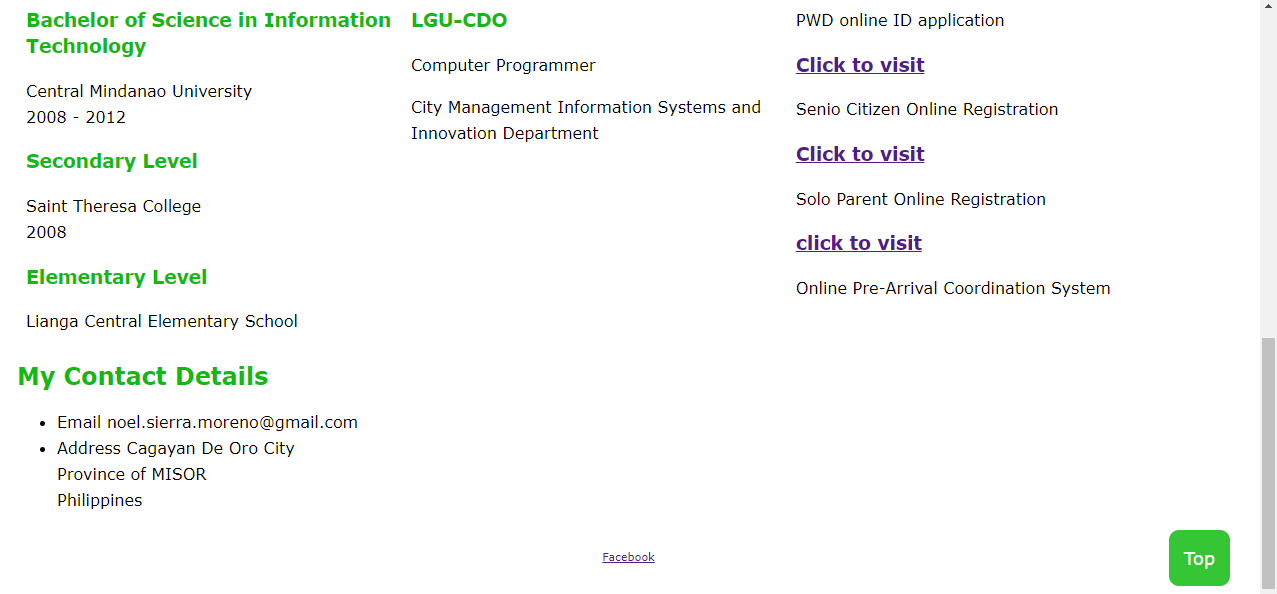 Bachelor of Science in Information
Technology
Central Mindanao University
2008 - 2012
Secondary Level
Saint Theresa College
2008
Elementary Level
Lianga Central Elementary School
LGU-CDO
Computer Programmer
City Management Information Systems and
Innovation Department
PWD online ID application
Click to visit
Senio Citizen Online Registration
Click to visit
Solo Parent Online Registration
click to visit
Online Pre-Arrival Coordination System
My Contact Details
Email noel.sierra.moreno@gmail.com
Address Cagayan De Oro City
Province of MISOR
Philippines
Facebook
Top